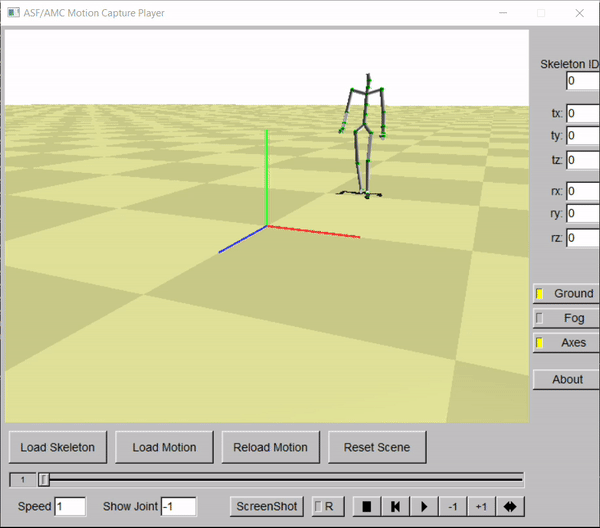 ASF/AMC Motion Capture Player
Skeleton ID
0
tx: 0
ty: 0
tz: 0
rx: 0
ry: 0
rz: 0
Ground
Fog
Axes
About
Load Skeleton Load Motion Reload Motion Reset Scene
1
Speed 1 Show Joint -1 ScreenShot R -1 +1